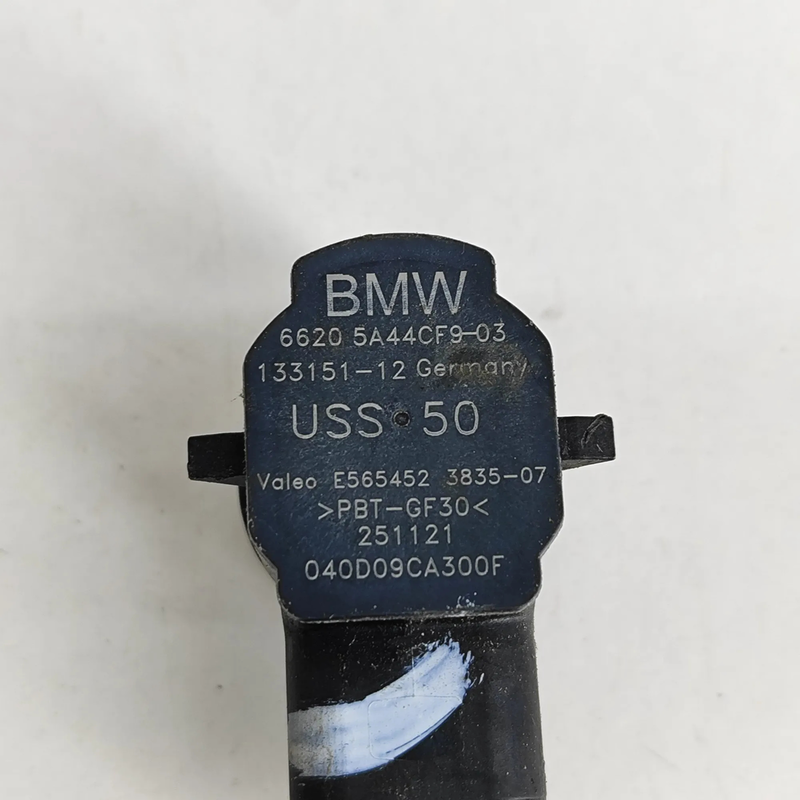 BMW
6620 5A44CF9-03
133151-12 Germany
USS 50
Valeo E565452 3835-07
>PBT-GF30<
251121
040D09CA300F